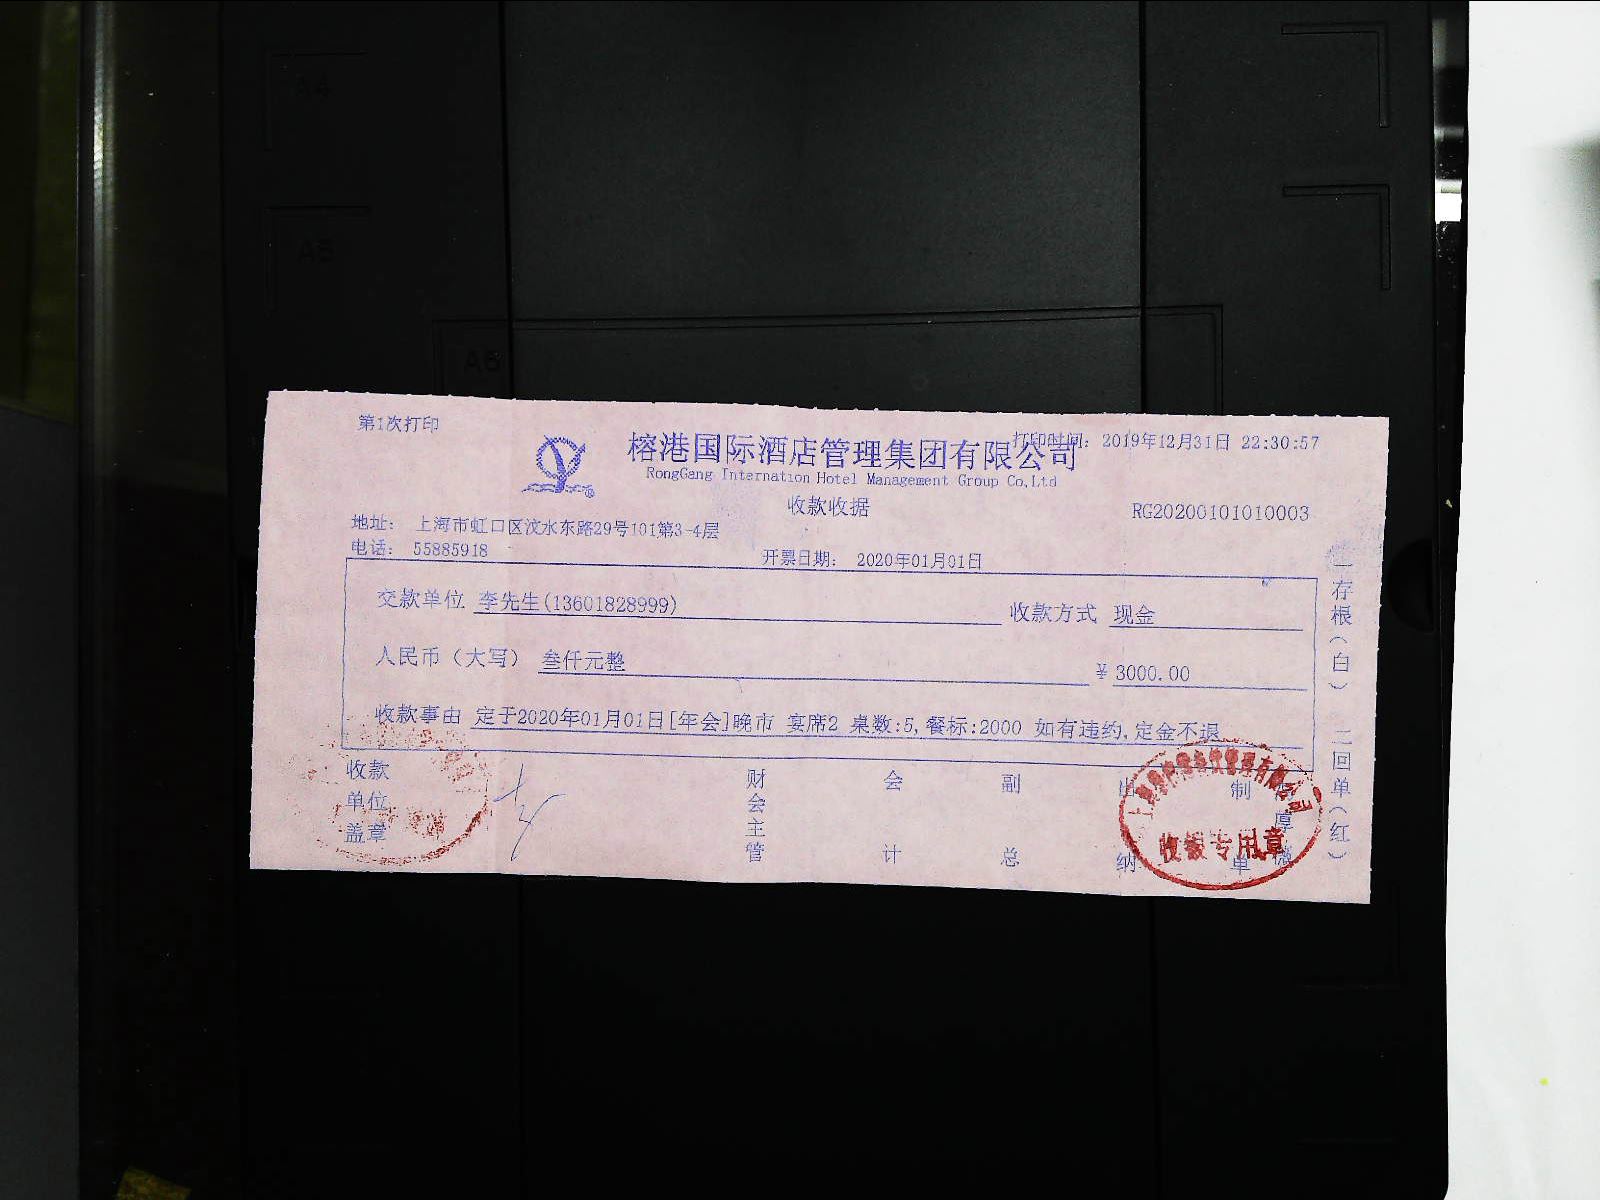 A4
A5
A6
第1次打印
榕港国际酒店管理集团有限公司
打印时间: 2019年12月31日 22:30:57
RongGang Internation Hotel Management Group Co,Ltd
收款收据
RG20200101010003
地址: 上海市虹口区汶水东路29号101第3-4层
电话: 55885918
开票日期: 2020年01月01日
交款单位 李先生(13601828999)
收款方式 现金
人民币（大写） 叁仟元整
¥ 3000.00
收款事由 定于2020年01月01日[年会]晚市 宴席2 桌数:5,餐标:2000 如有违约,定金不退
一存根（白） 二回单（红）
收款单位盖章
财会主管
会计
副总
出纳
制单
收银专用章